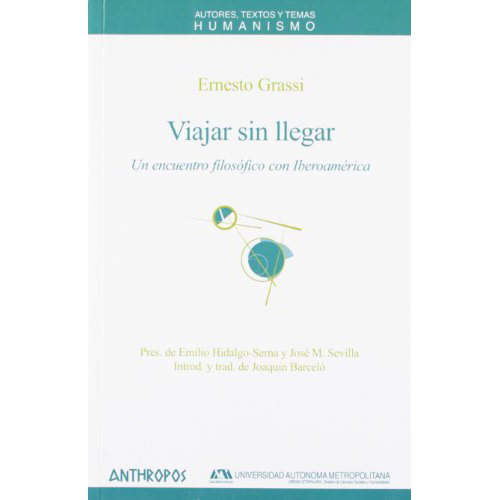 AUTORES, TEXTOS Y TEMAS
HUMANISMO
Ernesto Grassi
Viajar sin llegar
Un encuentro filosófico con Iberoamérica
Pres. de Emilio Hidalgo-Serna y José M. Sevilla
Introd. y trad. de Joaquín Barceló
ANTHROPOS
UNIVERSIDAD AUTONOMA METROPOLITANA